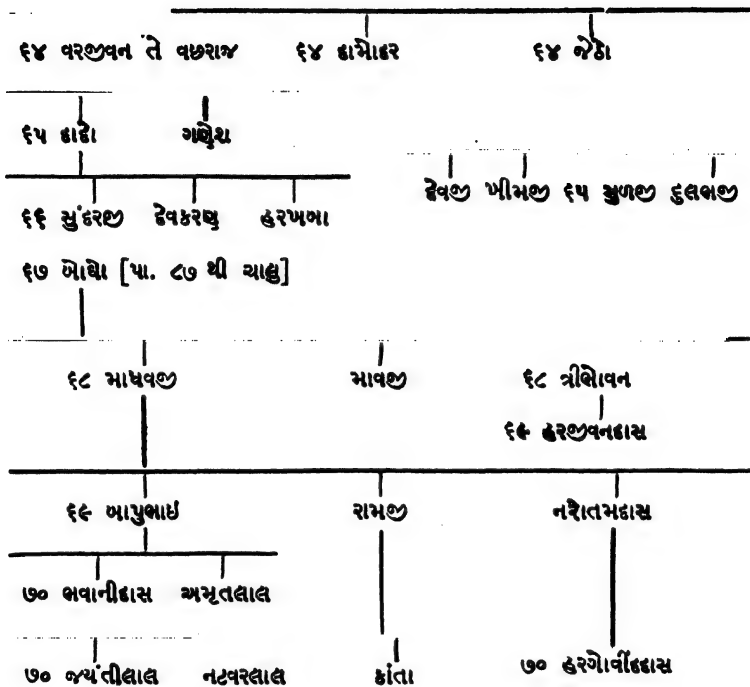 ૬૪ વરજીવન તે વછરાજ ૬૪ દામોદર ૬૪ જેઠો
૬૫ દાદો ગણેશ
દેવજી ખીમજી ૬૫ મુળજી દુલભજી
૬૬ સુંદરજી દેવકરણ હરખબા
૬૭ બોઘો [પા. ૮૭ થી ચાલુ]
૬૮ માધવજી માવજી ૬૮ ત્રીભોવન
૬૯ હરજીવનદાસ
૬૯ બાપુભાઇ રામજી નરોતમદાસ
૭૦ ભવાનીદાસ અમૃતલાલ
૭૦ જયંતીલાલ નટવરલાલ કાંતા ૭૦ હરગોવીંદદાસ